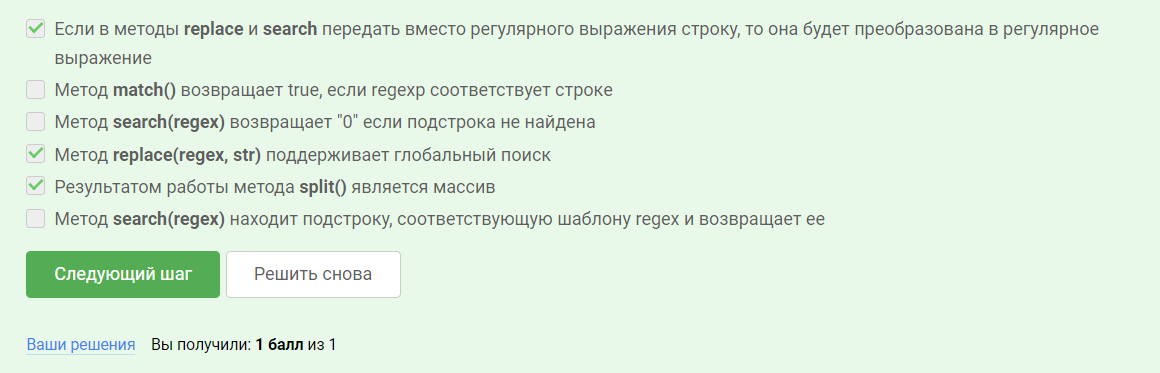 Если в методы replace и search передать вместо регулярного выражения строку, то она будет преобразована в регулярное
выражение
Метод match() возвращает true, если regexp соответствует строке
Метод search(regex) возвращает "0" если подстрока не найдена
Метод replace(regex, str) поддерживает глобальный поиск
Результатом работы метода split() является массив
Метод search(regex) находит подстроку, соответствующую шаблону regex и возвращает ее
Следующий шаг Решить снова
Ваши решения Вы получили: 1 балл из 1